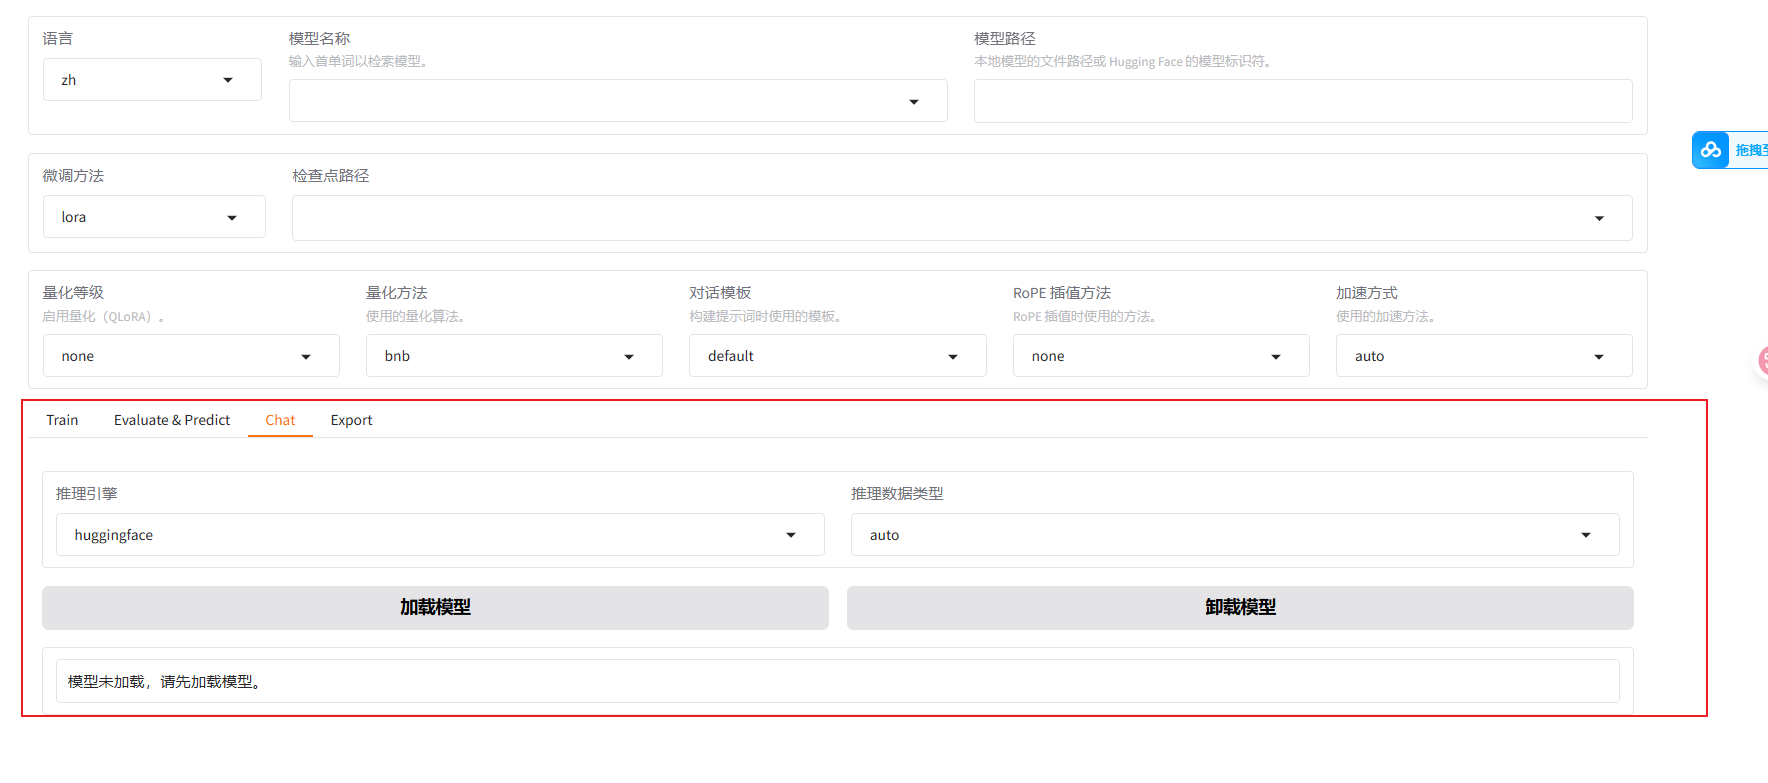 语言
模型名称
模型路径
输入首单词以检索模型。
本地模型的文件路径或 Hugging Face 的模型标识符。
zh
拖拽至
微调方法
检查点路径
lora
量化等级
量化方法
对话模板
RoPE 插值方法
加速方式
启用量化（QLoRA）。
使用的量化算法。
构建提示词时使用的模板。
RoPE 插值时使用的方法。
使用的加速方法。
none
bnb
default
none
auto
Train
Evaluate & Predict
Chat
Export
推理引擎
推理数据类型
huggingface
auto
加载模型
卸载模型
模型未加载，请先加载模型。